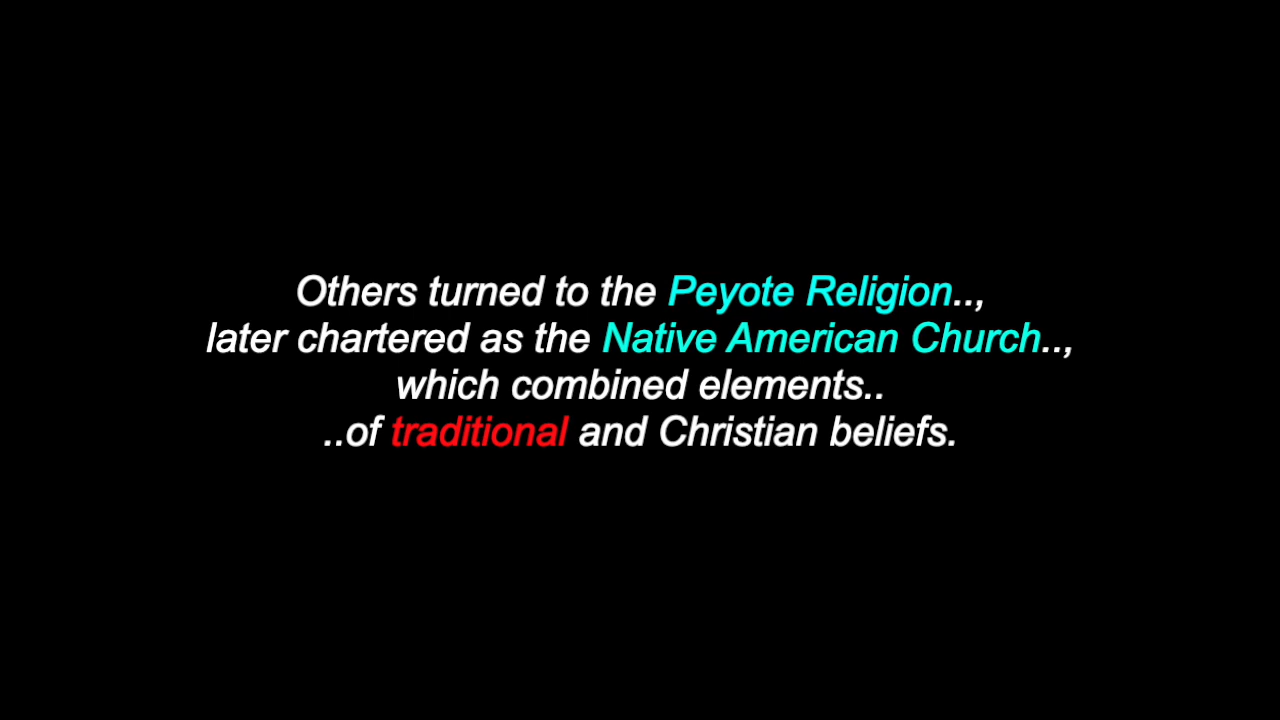 Others turned to the Peyote Religion..,
later chartered as the Native American Church..,
which combined elements..
..of traditional and Christian beliefs.